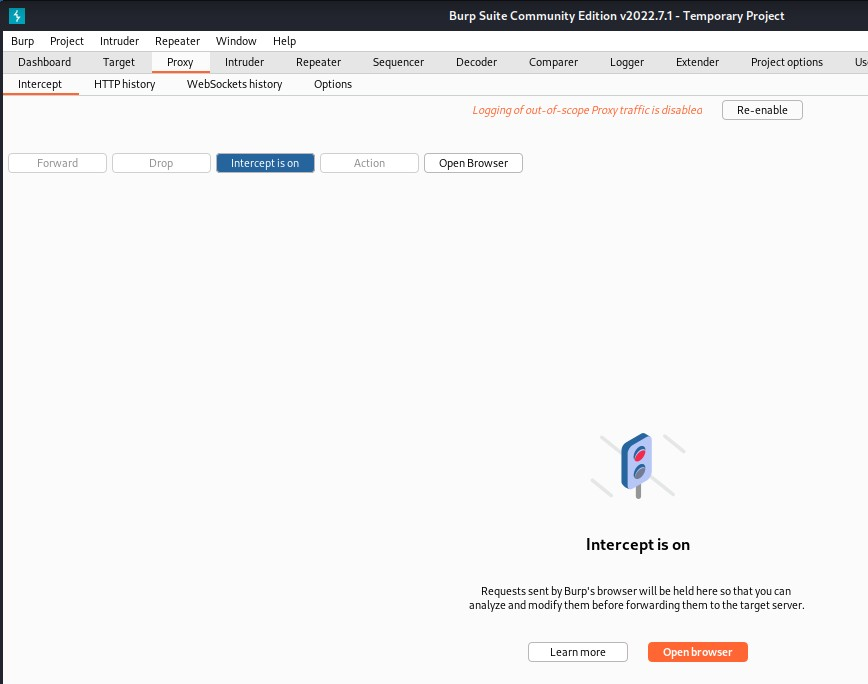 Burp Suite Community Edition v2022.7.1 - Temporary Project
Burp Project Intruder Repeater Window Help
Dashboard Target Proxy Intruder Repeater Sequencer Decoder Comparer Logger Extender Project options
Intercept HTTP history WebSockets history Options
Logging of out-of-scope Proxy traffic is disabled Re-enable
Forward Drop Intercept is on Action Open Browser
Intercept is on
Requests sent by Burp's browser will be held here so that you can
analyze and modify them before forwarding them to the target server.
Learn more Open browser